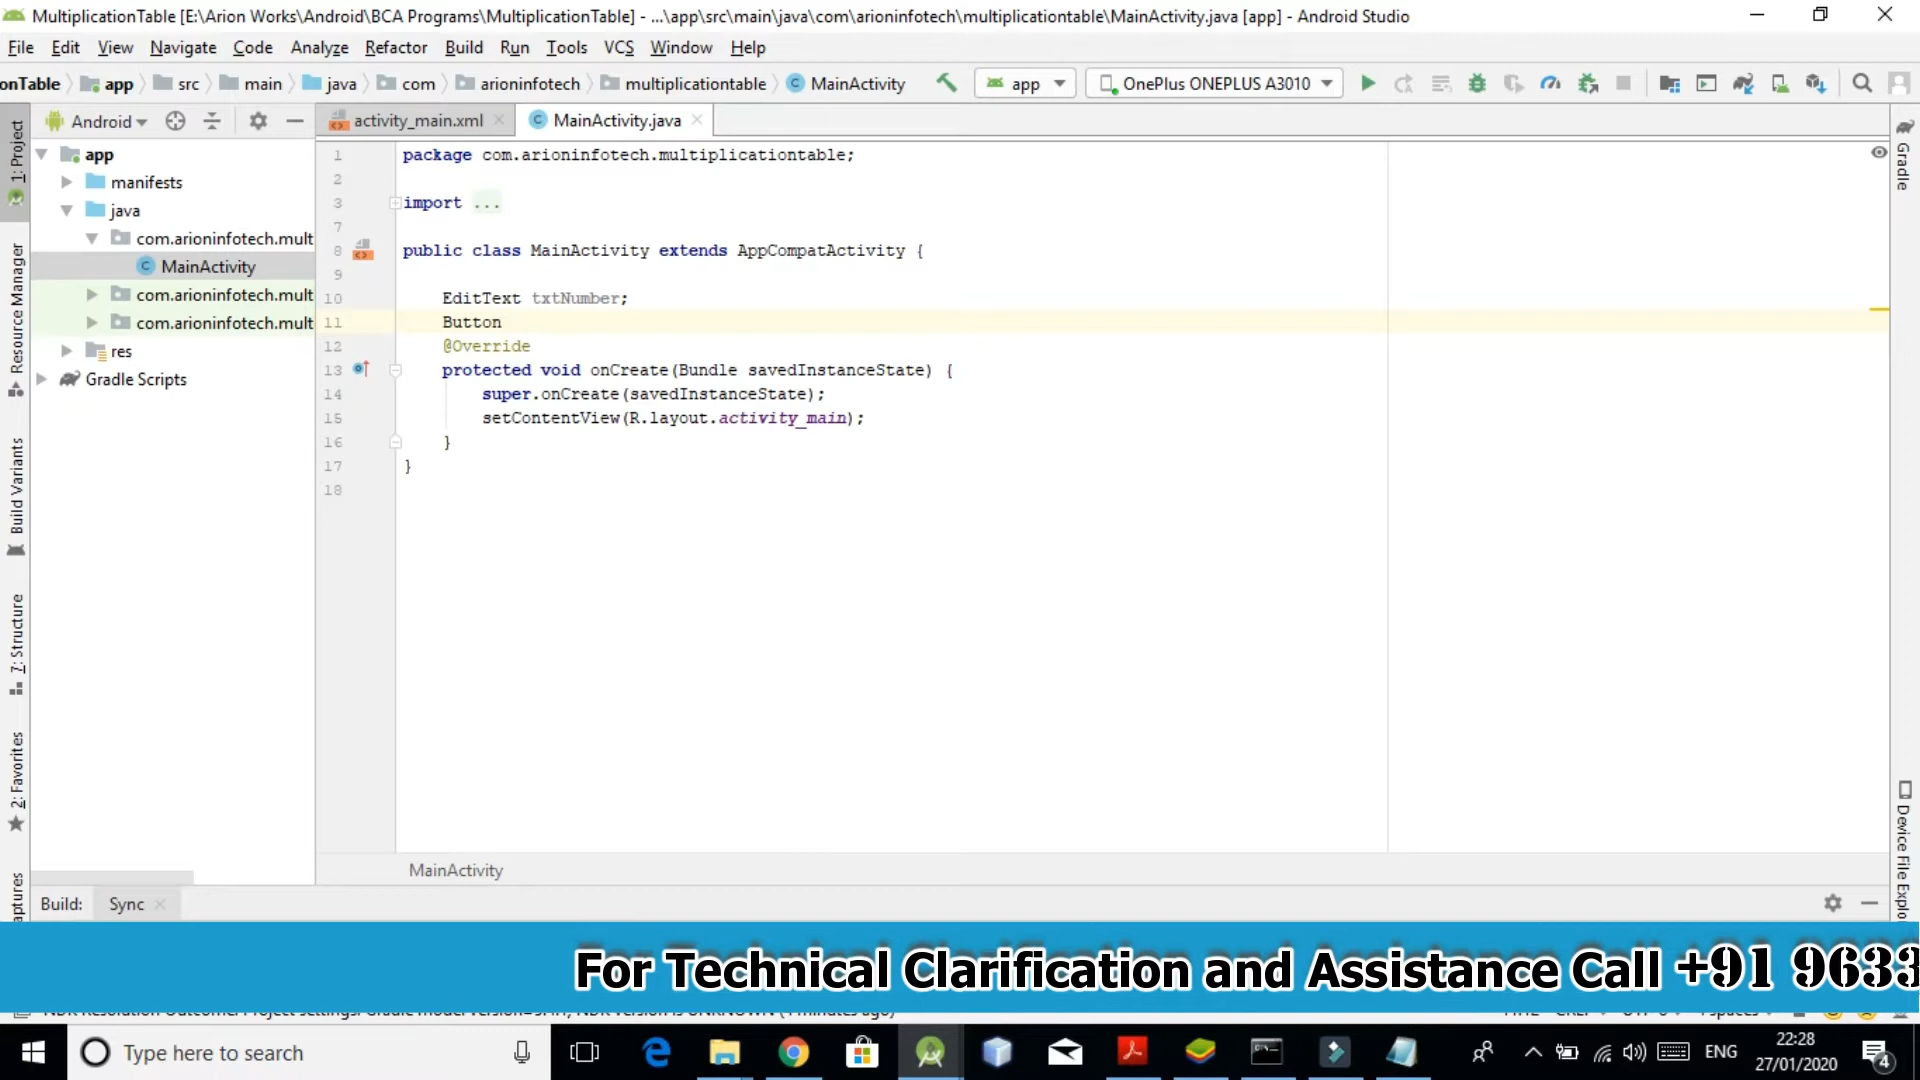 MultiplicationTable [E:\Arion Works\Android\BCA Programs\MultiplicationTable] - ...\app\src\main\java\com\arioninfotech\multiplicationtable\MainActivity.java [app] - Android Studio
File Edit View Navigate Code Analyze Refactor Build Run Tools VCS Window Help
onTable app src main java com arioninfotech multiplicationtable MainActivity app OnePlus ONEPLUS A3010
Android activity_main.xml MainActivity.java
app
manifests
java
com.arioninfotech.mult
MainActivity
com.arioninfotech.mult
com.arioninfotech.mult
res
Gradle Scripts
1: Project
Resource Manager
Build Variants
7: Structure
2: Favorites
aptures
1 package com.arioninfotech.multiplicationtable;
2
3 import ...
7
8 public class MainActivity extends AppCompatActivity {
9
10 EditText txtNumber;
11 Button
12 @Override
13 protected void onCreate(Bundle savedInstanceState) {
14 super.onCreate(savedInstanceState);
15 setContentView(R.layout.activity_main);
16 }
17 }
18
Gradle
Device File Explo
MainActivity
Build: Sync
For Technical Clarification and Assistance Call +91 9633
Type here to search
ENG
22:28
27/01/2020
4